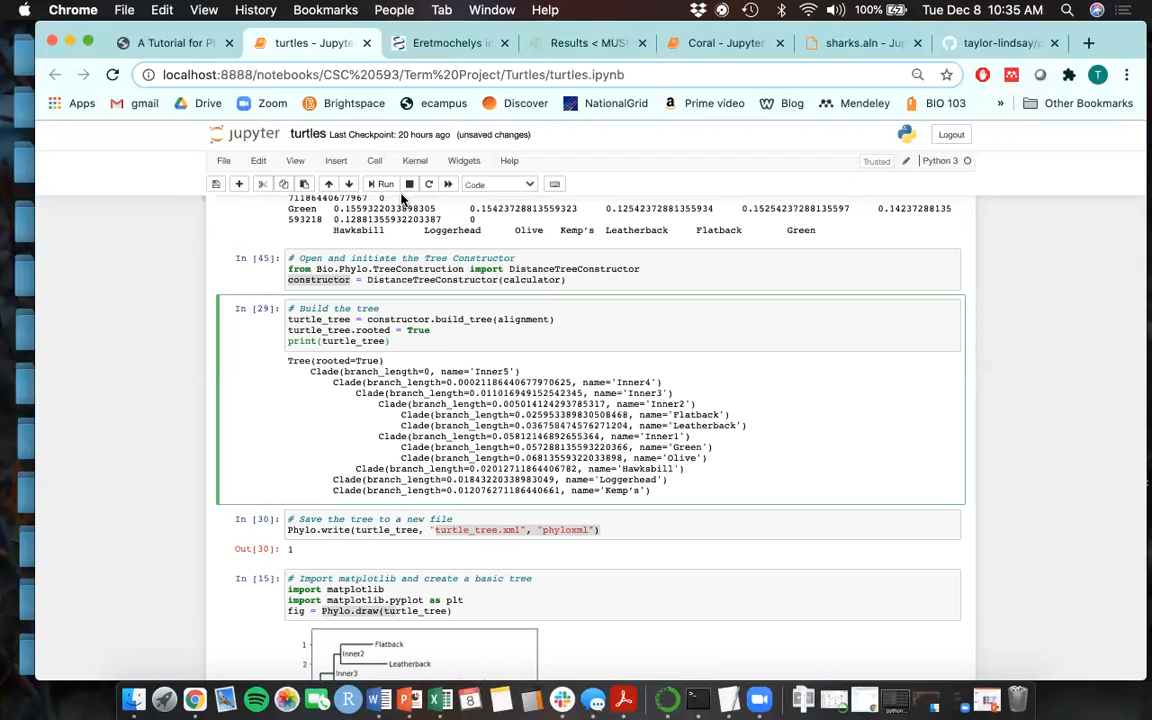 Chrome File Edit View History Bookmarks People Tab Window Help 100% Tue Dec 8 10:35 AM
A Tutorial for P × turtles - Jupyte × Eretmochelys i × Results < MUS × Coral - Jupyter × sharks.aln - Ju × taylor-lindsay/c × +
localhost:8888/notebooks/CSC%20593/Term%20Project/Turtles/turtles.ipynb T
Apps gmail Drive Zoom Brightspace ecampus Discover NationalGrid Prime video Blog Mendeley BIO 103 » Other Bookmarks
jupyter turtles Last Checkpoint: 20 hours ago (unsaved changes) Logout
File Edit View Insert Cell Kernel Widgets Help Trusted Python 3
Run Code
71186440677967 0
Green 0.1559322033898305 0.15423728813559323 0.12542372881355934 0.15254237288135597 0.14237288135
593218 0.12881355932203387 0
Hawksbill Loggerhead Olive Kemp's Leatherback Flatback Green
In [45]: # Open and initiate the Tree Constructor
from Bio.Phylo.TreeConstruction import DistanceTreeConstructor
constructor = DistanceTreeConstructor(calculator)
In [29]: # Build the tree
turtle_tree = constructor.build_tree(alignment)
turtle_tree.rooted = True
print(turtle_tree)
Tree(rooted=True)
Clade(branch_length=0, name='Inner5')
Clade(branch_length=0.00021186440677970625, name='Inner4')
Clade(branch_length=0.011016949152542345, name='Inner3')
Clade(branch_length=0.005014124293785317, name='Inner2')
Clade(branch_length=0.025953389830508468, name='Flatback')
Clade(branch_length=0.036758474576271204, name='Leatherback')
Clade(branch_length=0.05812146892655364, name='Inner1')
Clade(branch_length=0.057288135593220366, name='Green')
Clade(branch_length=0.06813559322033898, name='Olive')
Clade(branch_length=0.02012711864406782, name='Hawksbill')
Clade(branch_length=0.01843220338983049, name='Loggerhead')
Clade(branch_length=0.012076271186440661, name='Kemp's')
In [30]: # Save the tree to a new file
Phylo.write(turtle_tree, "turtle_tree.xml", "phyloxml")
Out[30]: 1
In [15]: # Import matplotlib and create a basic tree
import matplotlib
import matplotlib.pyplot as plt
fig = Phylo.draw(turtle_tree)
1 Flatback
Inner2
2 Leatherback
Inner3